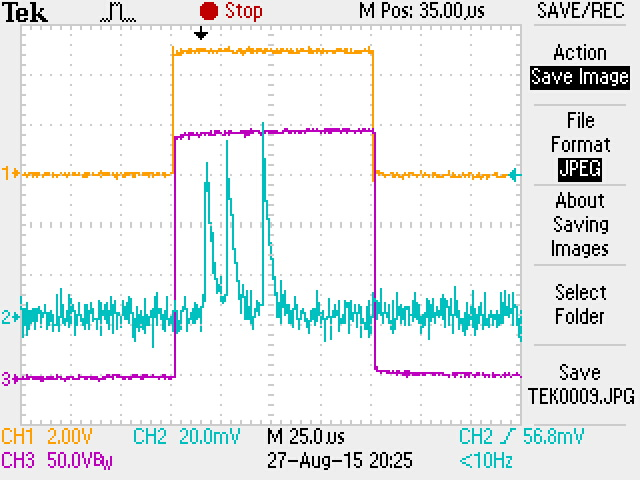 Tek Stop M Pos: 35.00µs SAVE/REC
Action
Save Image
File
Format
JPEG
About
Saving
Images
Select
Folder
Save
TEK0009.JPG
1
2
3
CH1 2.00V CH2 20.0mV M 25.0µs CH2 56.8mV
CH3 50.0VBW 27-Aug-15 20:25 <10Hz